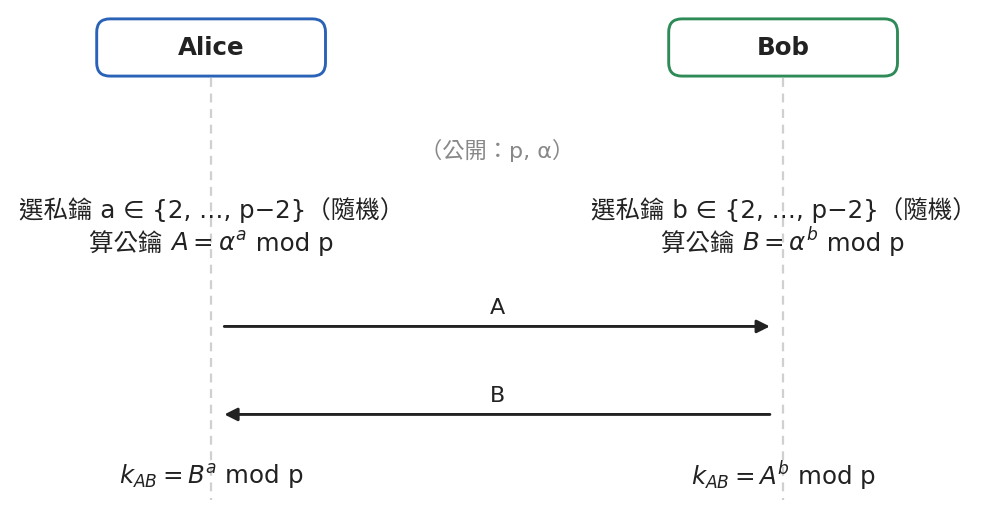 Alice
Bob
（公開：p, α）
選私鑰 a ∈ {2, …, p−2}（隨機）
算公鑰 A = α^a mod p
選私鑰 b ∈ {2, …, p−2}（隨機）
算公鑰 B = α^b mod p
A
B
k_AB = B^a mod p
k_AB = A^b mod p